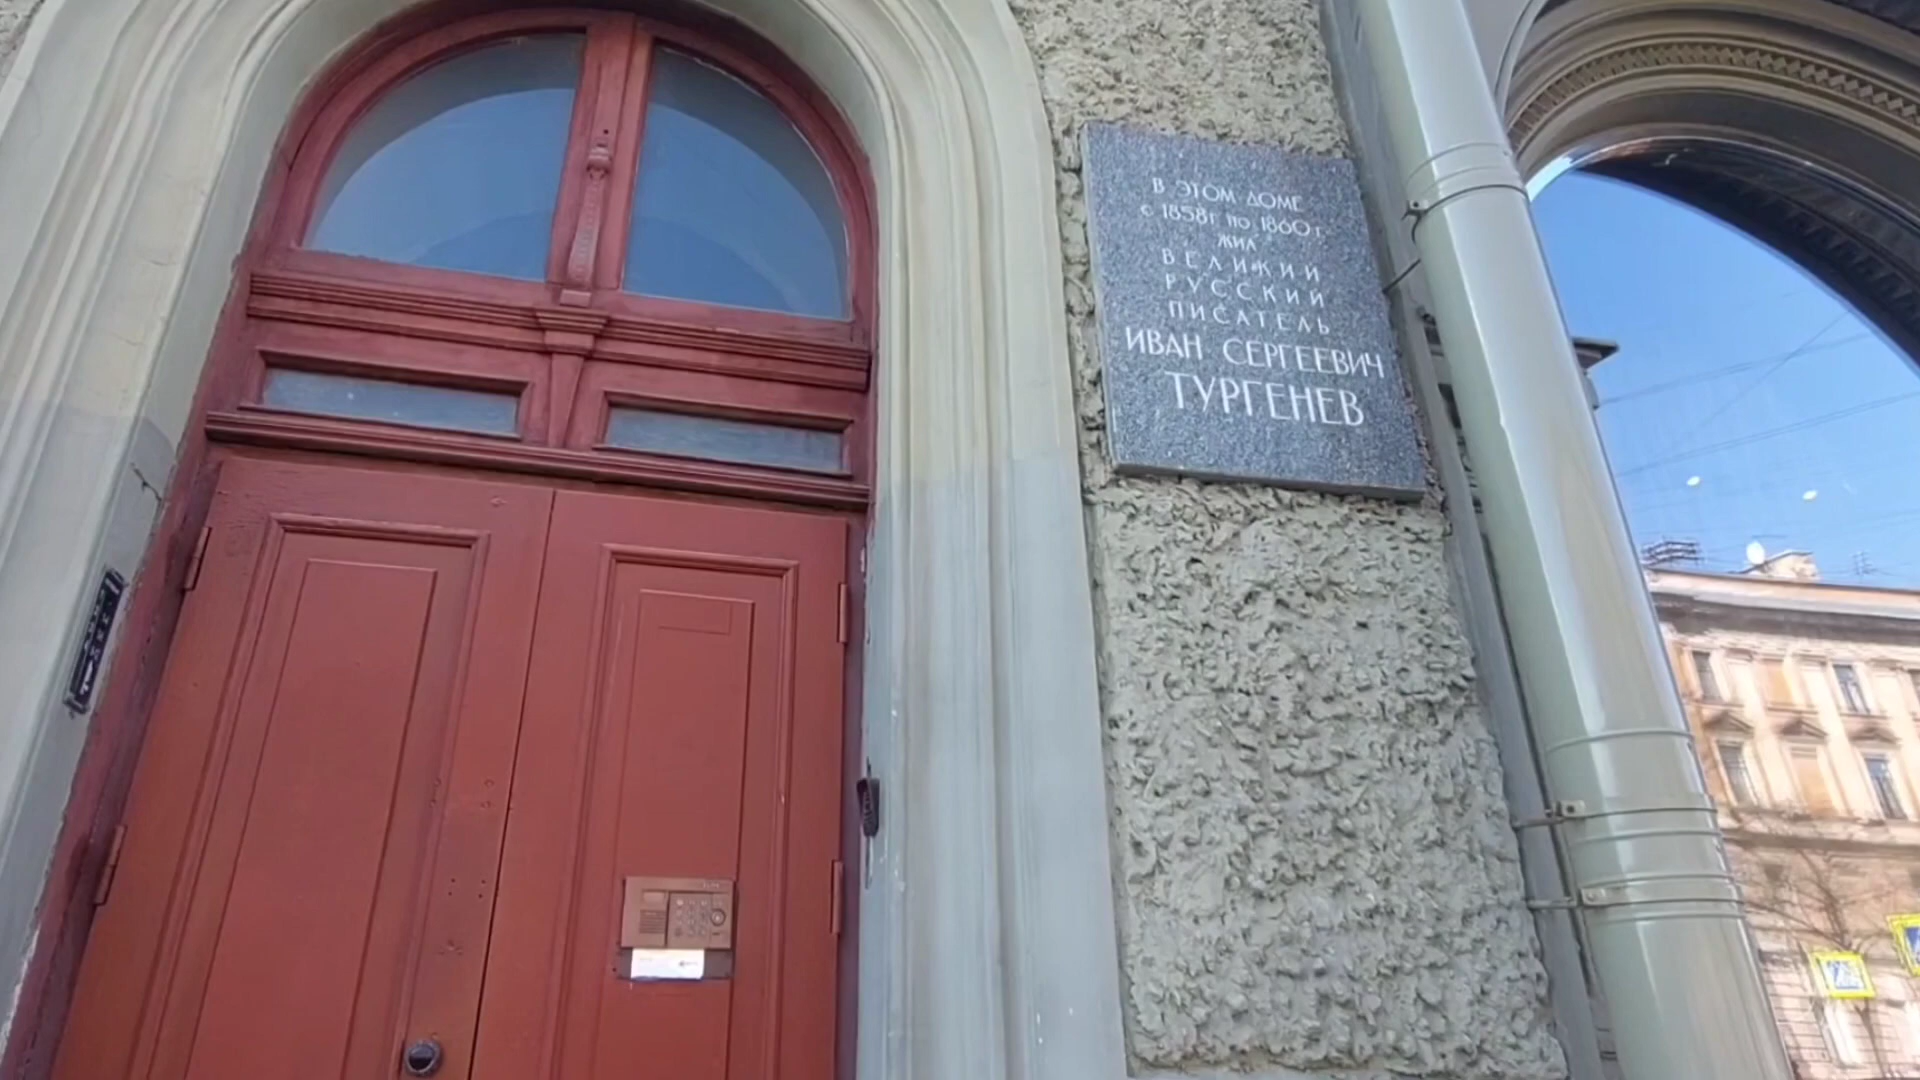 В ЭТОМ ДОМЕ
с 1858 г. по 1860 г.
ЖИЛ
ВЕЛИКИЙ
РУССКИЙ
ПИСАТЕЛЬ
ИВАН СЕРГЕЕВИЧ
ТУРГЕНЕВ